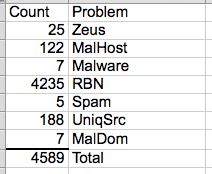 Count Problem
25 Zeus
122 MalHost
7 Malware
4235 RBN
5 Spam
188 UniqSrc
7 MalDom
4589 Total